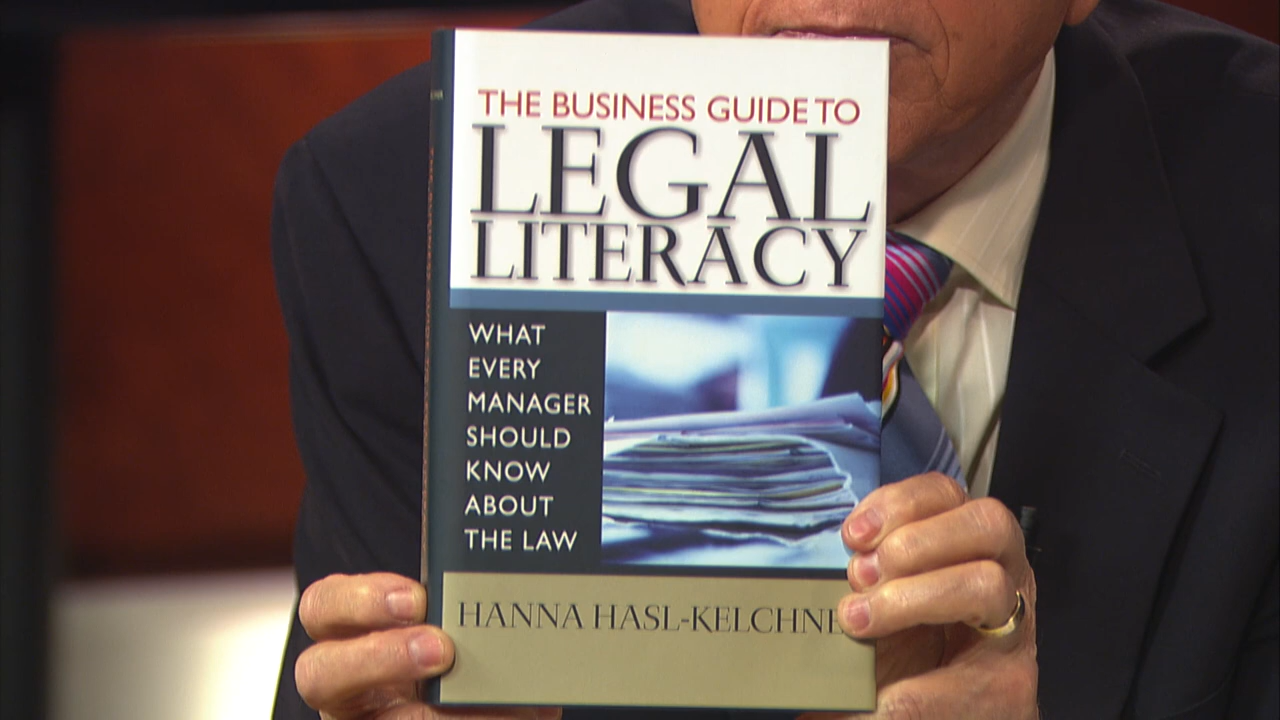 THE BUSINESS GUIDE TO
LEGAL
LITERACY
WHAT
EVERY
MANAGER
SHOULD
KNOW
ABOUT
THE LAW
HANNA HASL-KELCHNE